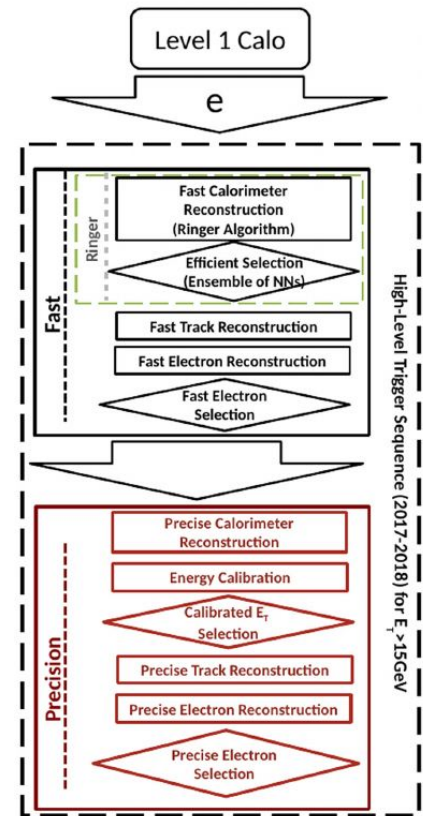 Level 1 Calo
e
Fast
Ringer
Fast Calorimeter
Reconstruction
(Ringer Algorithm)
Efficient Selection
(Ensemble of NNs)
Fast Track Reconstruction
Fast Electron Reconstruction
Fast Electron
Selection
Precision
Precise Calorimeter
Reconstruction
Energy Calibration
Calibrated E_T
Selection
Precise Track Reconstruction
Precise Electron Reconstruction
Precise Electron
Selection
High-Level Trigger Sequence (2017-2018) for E_T>15GeV